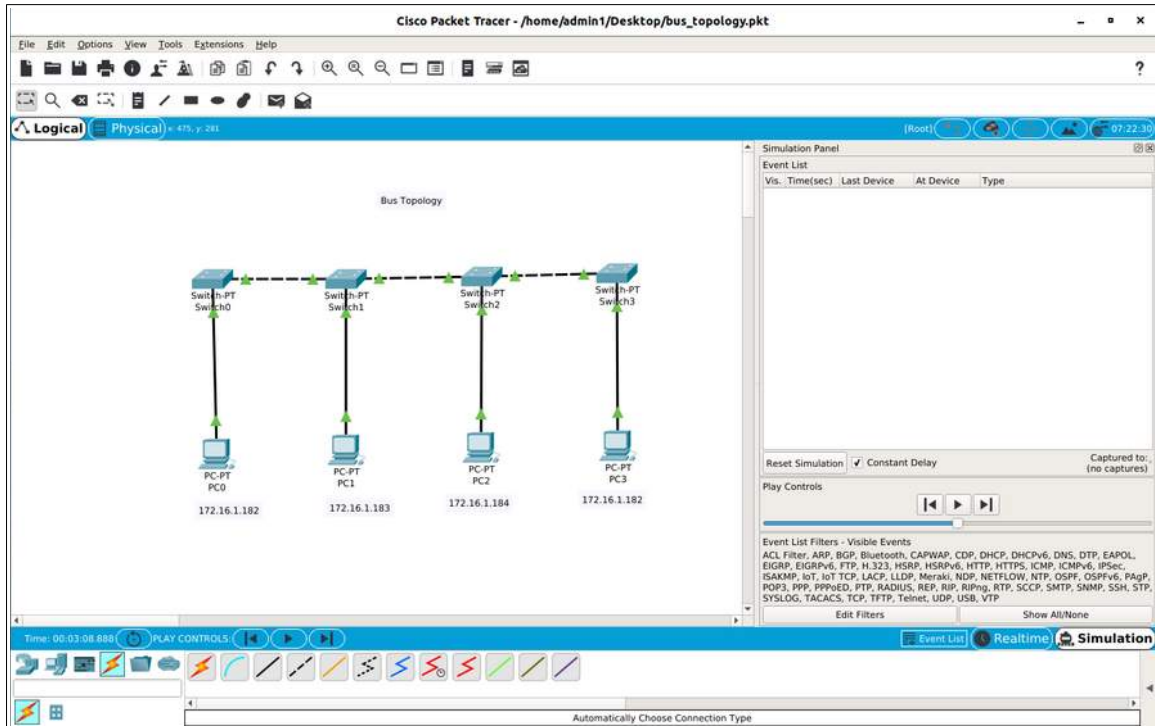 Cisco Packet Tracer - /home/admin1/Desktop/bus_topology.pkt
File Edit Options View Tools Extensions Help
?
Logical Physical x: 475, y: 281 [Root] 07:22:30
Simulation Panel
Event List
Vis. Time(sec) Last Device At Device Type
Bus Topology
Switch-PT
Switch0
Switch-PT
Switch1
Switch-PT
Switch2
Switch-PT
Switch3
PC-PT
PC0
PC-PT
PC1
PC-PT
PC2
PC-PT
PC3
172.16.1.182
172.16.1.183
172.16.1.184
172.16.1.182
Reset Simulation Constant Delay Captured to:
(no captures)
Play Controls
Event List Filters - Visible Events
ACL Filter, ARP, BGP, Bluetooth, CAPWAP, CDP, DHCP, DHCPv6, DNS, DTP, EAPOL,
EIGRP, EIGRPv6, FTP, H.323, HSRP, HSRPv6, HTTP, HTTPS, ICMP, ICMPv6, IPSec,
ISAKMP, IoT, IoT TCP, LACP, LLDP, Meraki, NDP, NETFLOW, NTP, OSPF, OSPFv6, PAgP,
POP3, PPP, PPPoED, PTP, RADIUS, REP, RIP, RIPng, RTP, SCCP, SMTP, SNMP, SSH, STP,
SYSLOG, TACACS, TCP, TFTP, Telnet, UDP, USB, VTP
Edit Filters Show All/None
Time: 00:03:08.888 PLAY CONTROLS: Event List Realtime Simulation
Automatically Choose Connection Type